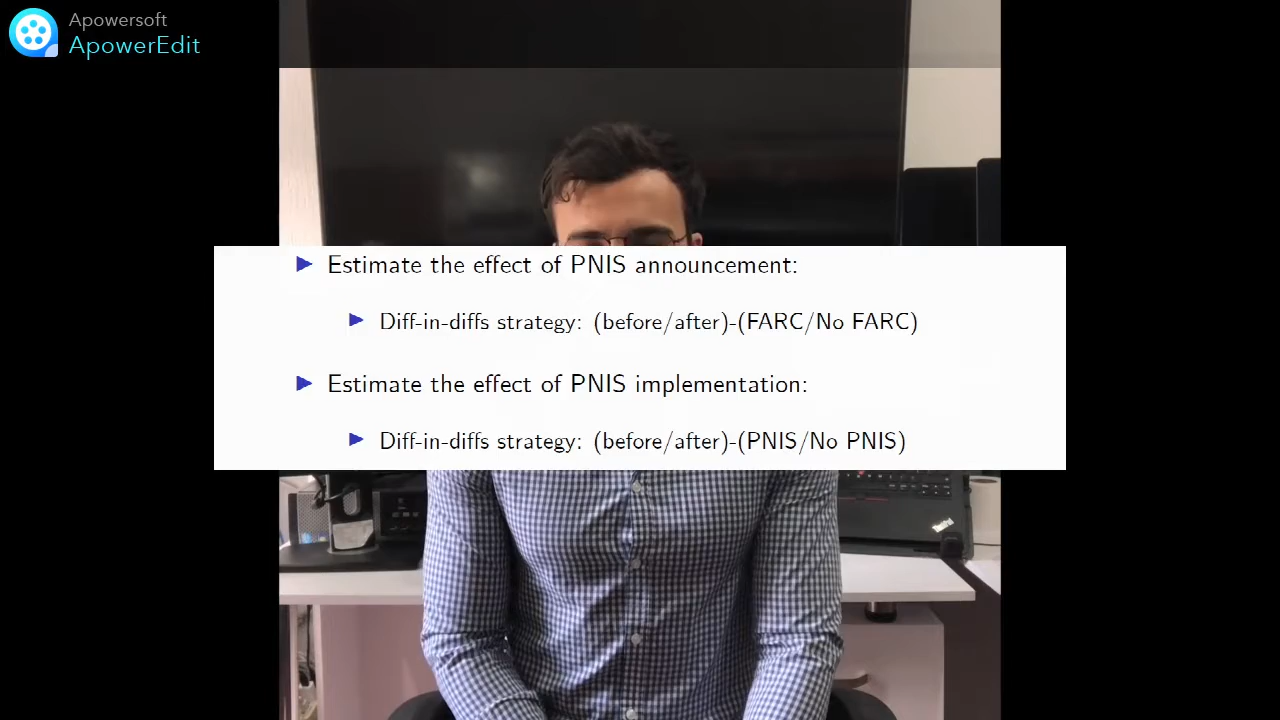 Apowersoft
ApowerEdit
Estimate the effect of PNIS announcement:
Diff-in-diffs strategy: (before/after)-(FARC/No FARC)
Estimate the effect of PNIS implementation:
Diff-in-diffs strategy: (before/after)-(PNIS/No PNIS)
ThinkPad